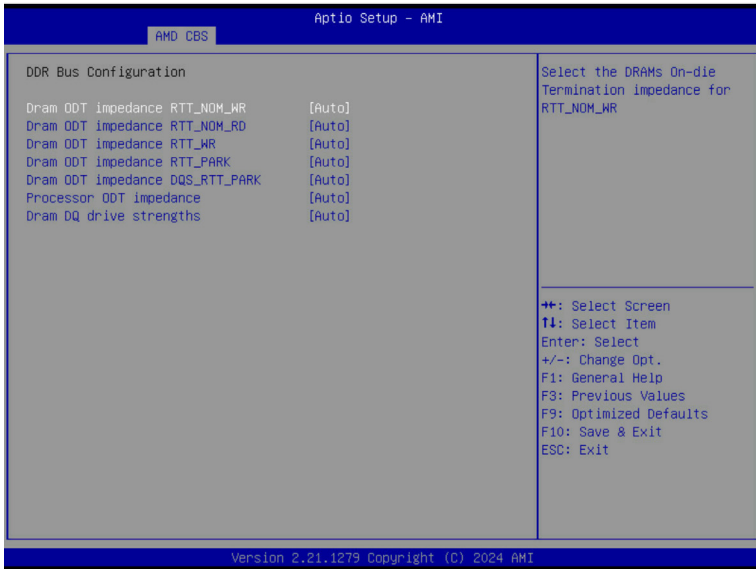 Aptio Setup – AMI
AMD CBS
DDR Bus Configuration
Dram ODT impedance RTT_NOM_WR [Auto]
Dram ODT impedance RTT_NOM_RD [Auto]
Dram ODT impedance RTT_WR [Auto]
Dram ODT impedance RTT_PARK [Auto]
Dram ODT impedance DQS_RTT_PARK [Auto]
Processor ODT impedance [Auto]
Dram DQ drive strengths [Auto]
Select the DRAMs On-die
Termination impedance for
RTT_NOM_WR
→←: Select Screen
↑↓: Select Item
Enter: Select
+/-: Change Opt.
F1: General Help
F3: Previous Values
F9: Optimized Defaults
F10: Save & Exit
ESC: Exit
Version 2.21.1279 Copyright (C) 2024 AMI